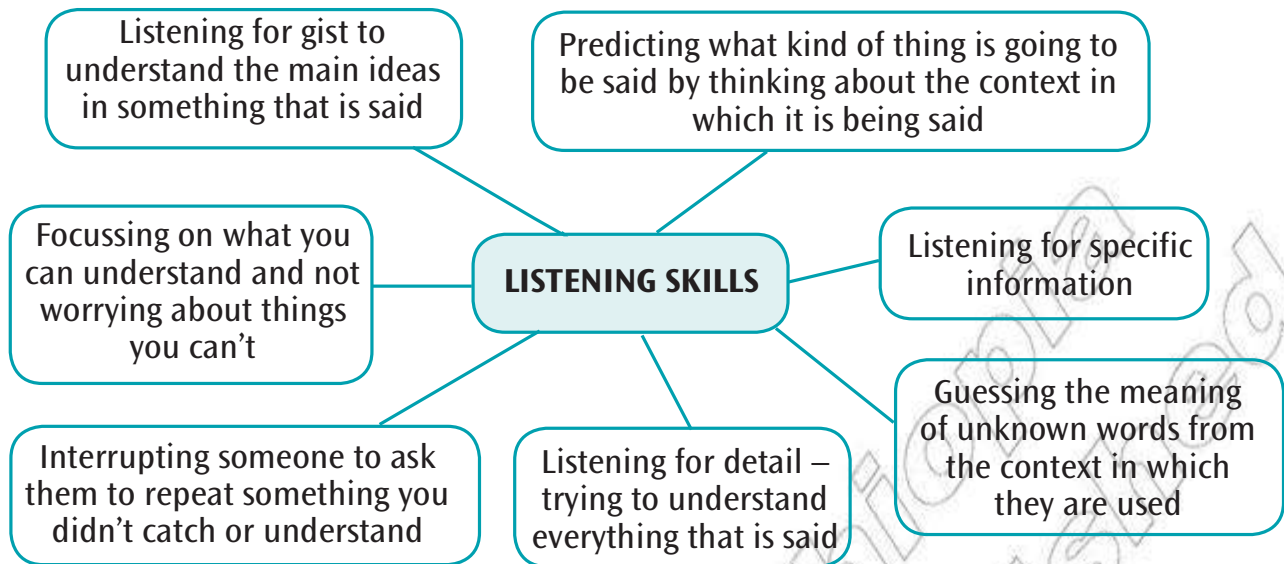 Listening for gist to
understand the main ideas
in something that is said
Predicting what kind of thing is going to
be said by thinking about the context in
which it is being said
Focussing on what you
can understand and not
worrying about things
you can’t
LISTENING SKILLS
Listening for specific
information
Interrupting someone to ask
them to repeat something you
didn’t catch or understand
Listening for detail –
trying to understand
everything that is said
Guessing the meaning
of unknown words from
the context in which
they are used